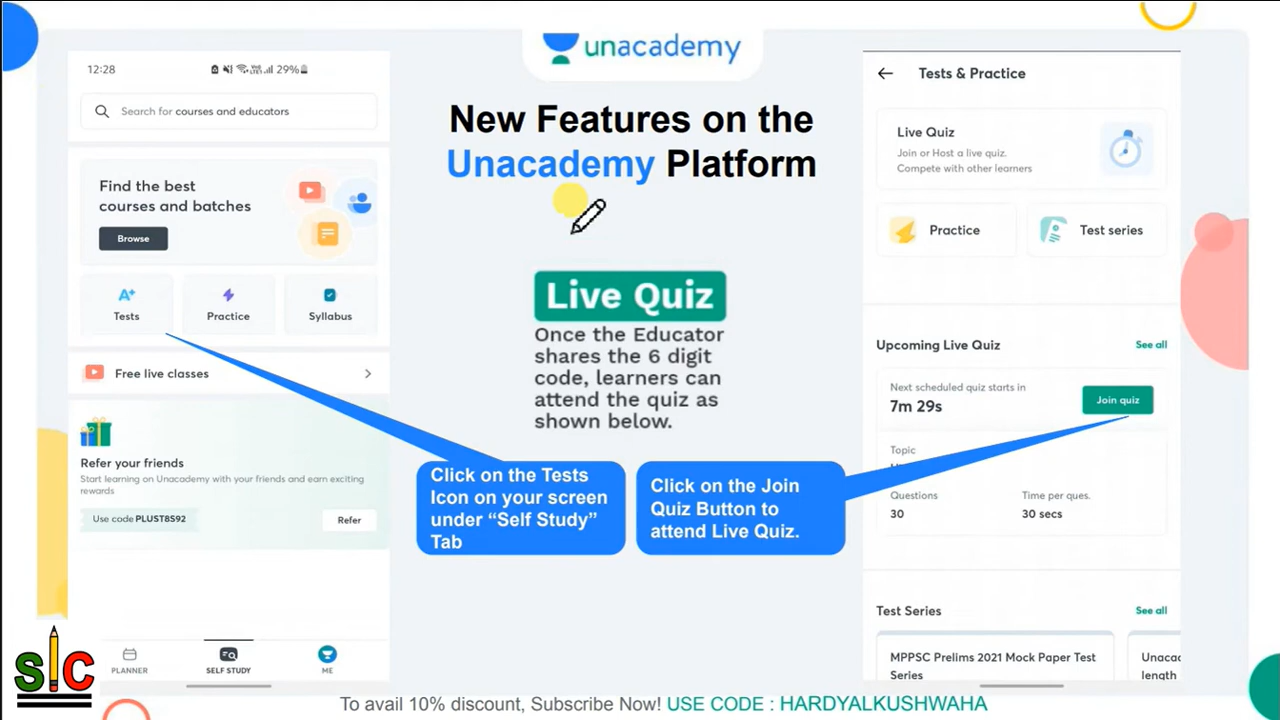 unacademy
New Features on the
Unacademy Platform
12:28
29%
Search for courses and educators
Find the best
courses and batches
Browse
Tests
Practice
Syllabus
Free live classes
Refer your friends
Start learning on Unacademy with your friends and earn exciting
rewards
Use code PLUST8S92
Refer
PLANNER
SELF STUDY
ME
Live Quiz
Once the Educator
shares the 6 digit
code, learners can
attend the quiz as
shown below.
Click on the Tests
Icon on your screen
under “Self Study”
Tab
Click on the Join
Quiz Button to
attend Live Quiz.
Tests & Practice
Live Quiz
Join or Host a live quiz.
Compete with other learners
Practice
Test series
Upcoming Live Quiz
See all
Next scheduled quiz starts in
7m 29s
Join quiz
Topic
Questions
Time per ques.
30
30 secs
Test Series
See all
MPPSC Prelims 2021 Mock Paper Test
Series
length
SIC
To avail 10% discount, Subscribe Now! USE CODE : HARDYALKUSHWAHA